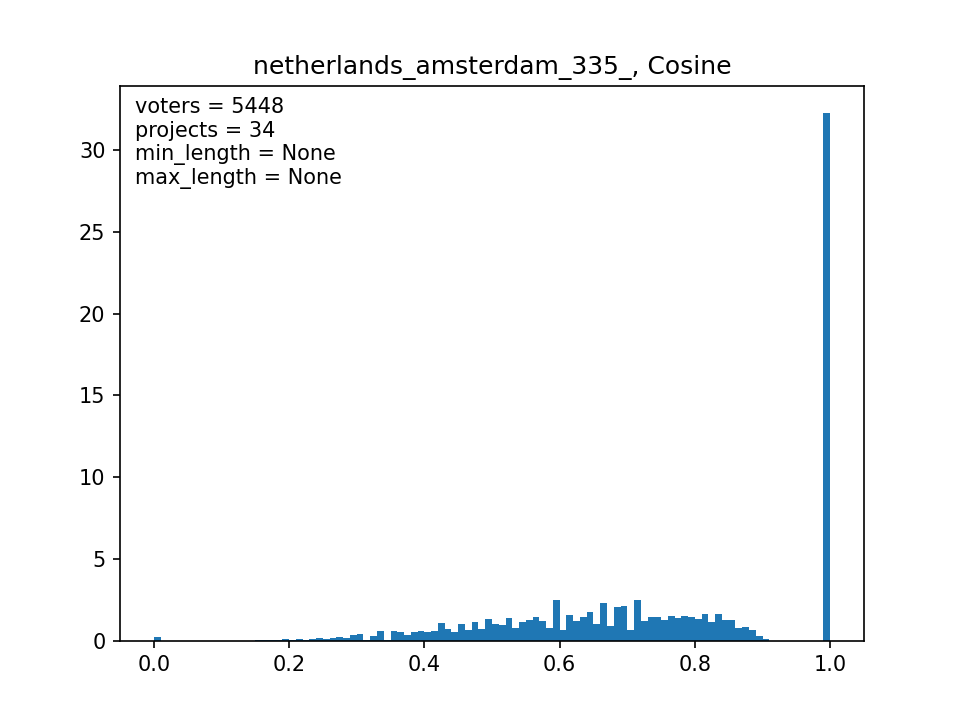 netherlands_amsterdam_335_, Cosine
voters = 5448
projects = 34
min_length = None
max_length = None
30
25
20
15
10
5
0
0.0 0.2 0.4 0.6 0.8 1.0